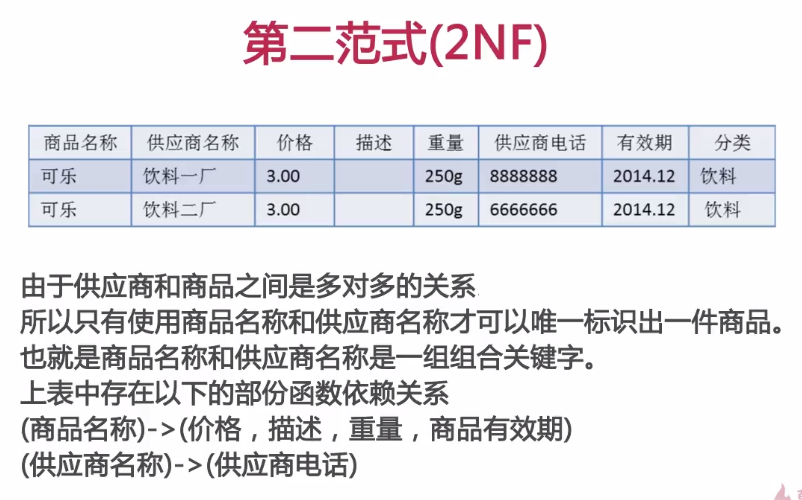 第二范式(2NF)
商品名称 供应商名称 价格 描述 重量 供应商电话 有效期 分类
可乐 饮料一厂 3.00 250g 8888888 2014.12 饮料
可乐 饮料二厂 3.00 250g 6666666 2014.12 饮料
由于供应商和商品之间是多对多的关系
所以只有使用商品名称和供应商名称才可以唯一标识出一件商品。
也就是商品名称和供应商名称是一组组合关键字。
上表中存在以下的部份函数依赖关系
(商品名称)->(价格，描述，重量，商品有效期)
(供应商名称)->(供应商电话)